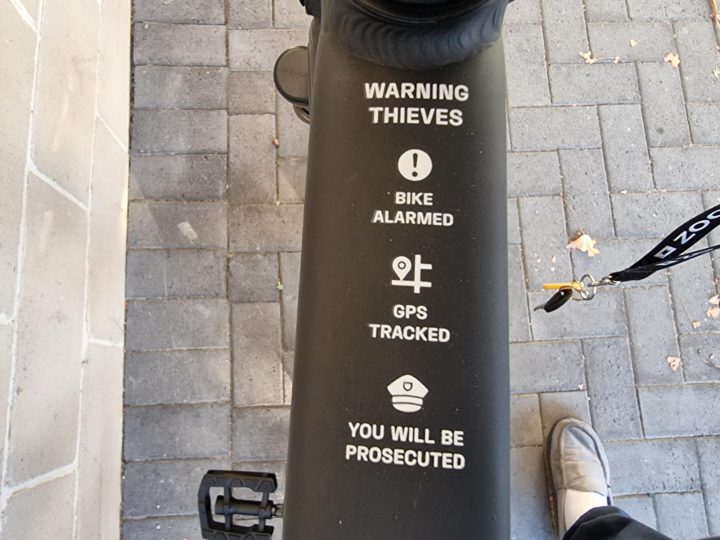 WARNING
THIEVES
BIKE
ALARMED
GPS
TRACKED
YOU WILL BE
PROSECUTED